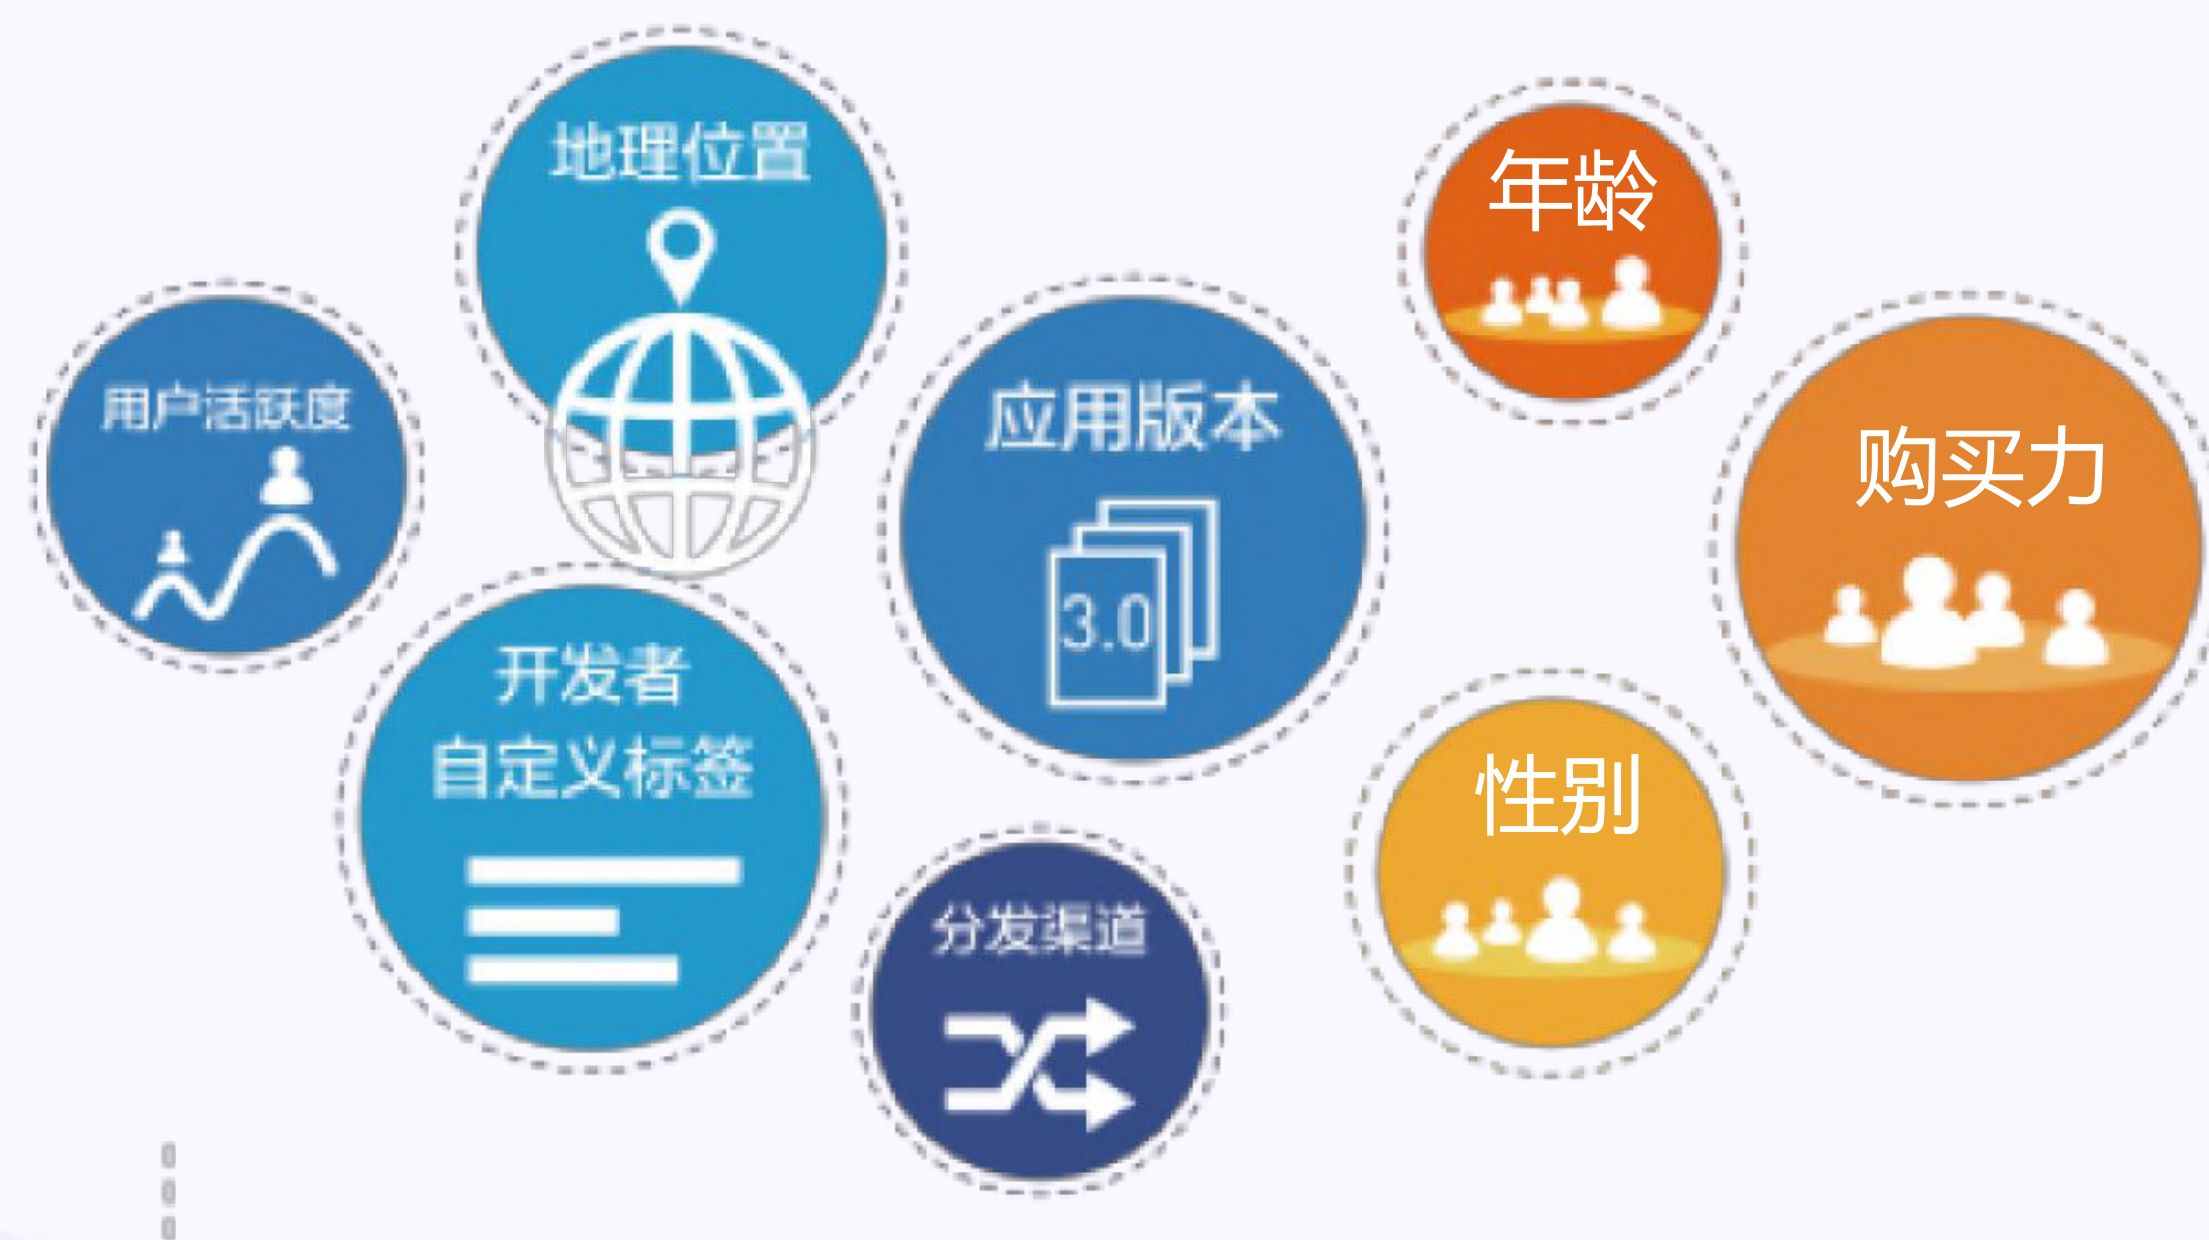 地理位置
年龄
用户活跃度
应用版本
3.0
购买力
开发者
自定义标签
性别
分发渠道